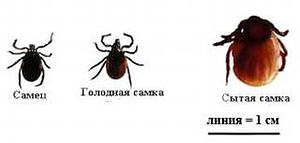 Самец
Голодная самка
Сытая самка
линия = 1 см